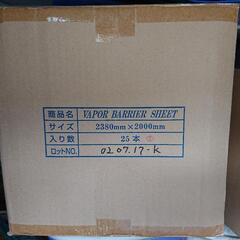 商品名 VAPOR BARRIER SHEET
サイズ 2380mm×2000mm
入り数 25本
ロットNO. 02.07.17-K